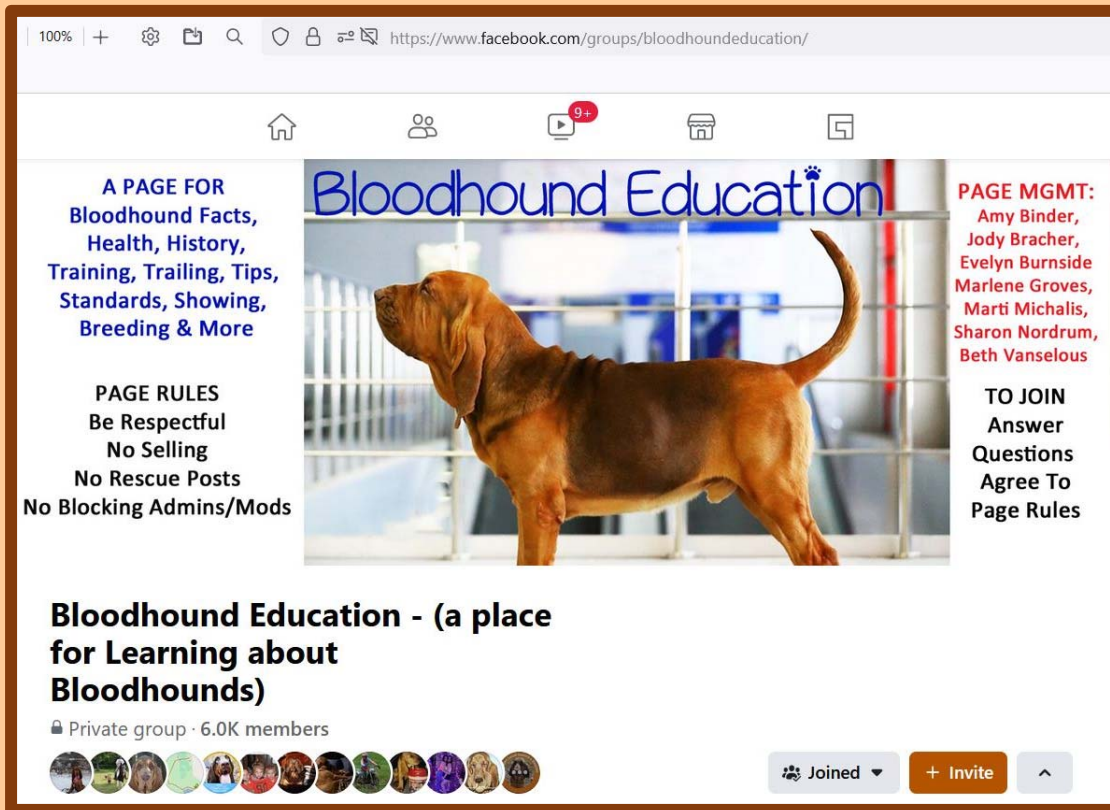 100%
https://www.facebook.com/groups/bloodhoundeducation/
9+
A PAGE FOR
Bloodhound Facts,
Health, History,
Training, Trailing, Tips,
Standards, Showing,
Breeding & More
PAGE RULES
Be Respectful
No Selling
No Rescue Posts
No Blocking Admins/Mods
Bloodhound Education
PAGE MGMT:
Amy Binder,
Jody Bracher,
Evelyn Burnside
Marlene Groves,
Marti Michalis,
Sharon Nordrum,
Beth Vanselous
TO JOIN
Answer
Questions
Agree To
Page Rules
Bloodhound Education - (a place
for Learning about
Bloodhounds)
Private group · 6.0K members
Joined
+ Invite